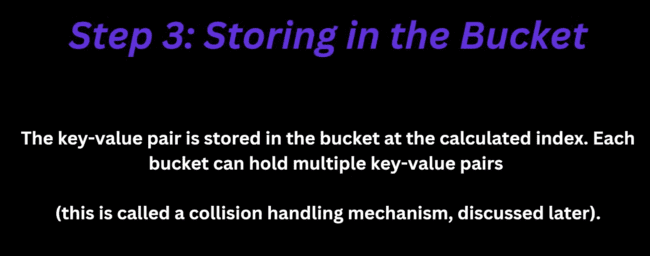 Step 3: Storing in the Bucket
The key-value pair is stored in the bucket at the calculated index. Each
bucket can hold multiple key-value pairs
(this is called a collision handling mechanism, discussed later).